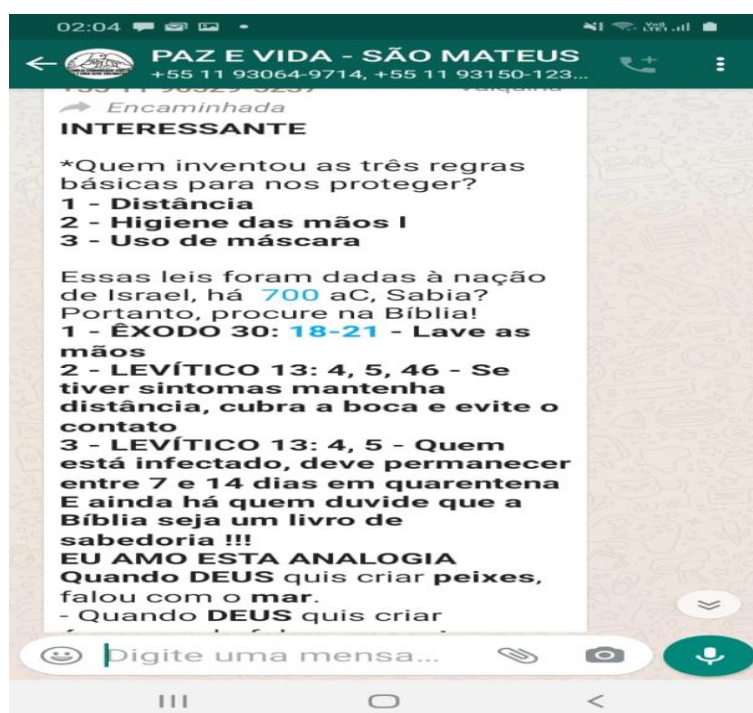 02:04
PAZ E VIDA - SÃO MATEUS
+55 11 93064-9714, +55 11 93150-123...
Encaminhada
INTERESSANTE
*Quem inventou as três regras
básicas para nos proteger?
1 - Distância
2 - Higiene das mãos I
3 - Uso de máscara
Essas leis foram dadas à nação
de Israel, há 700 aC, Sabia?
Portanto, procure na Bíblia!
1 - ÊXODO 30: 18-21 - Lave as
mãos
2 - LEVÍTICO 13: 4, 5, 46 - Se
tiver sintomas mantenha
distância, cubra a boca e evite o
contato
3 - LEVÍTICO 13: 4, 5 - Quem
está infectado, deve permanecer
entre 7 e 14 dias em quarentena
E ainda há quem duvide que a
Bíblia seja um livro de
sabedoria !!!
EU AMO ESTA ANALOGIA
Quando DEUS quis criar peixes,
falou com o mar.
- Quando DEUS quis criar
Digite uma mensa...